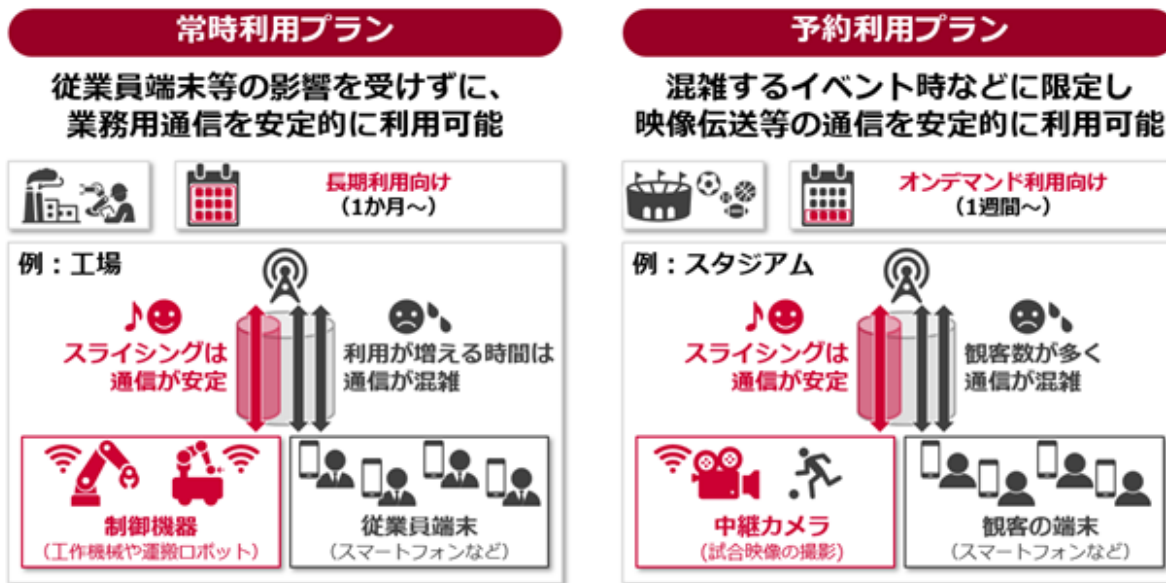 常時利用プラン
従業員端末等の影響を受けずに、
業務用通信を安定的に利用可能
長期利用向け
（1か月～）
例：工場
スライシングは
通信が安定
利用が増える時間は
通信が混雑
制御機器
（工作機械や運搬ロボット）
従業員端末
（スマートフォンなど）
予約利用プラン
混雑するイベント時などに限定し
映像伝送等の通信を安定的に利用可能
オンデマンド利用向け
（1週間～）
例：スタジアム
スライシングは
通信が安定
観客数が多く
通信が混雑
中継カメラ
(試合映像の撮影)
観客の端末
（スマートフォンなど）